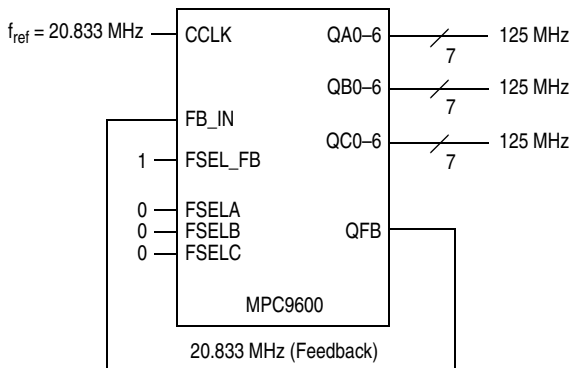 f_ref = 20.833 MHz CCLK QA0–6 125 MHz
7
QB0–6 125 MHz
7
FB_IN
QC0–6 125 MHz
7
1 FSEL_FB
0 FSELA
0 FSELB QFB
0 FSELC
MPC9600
20.833 MHz (Feedback)